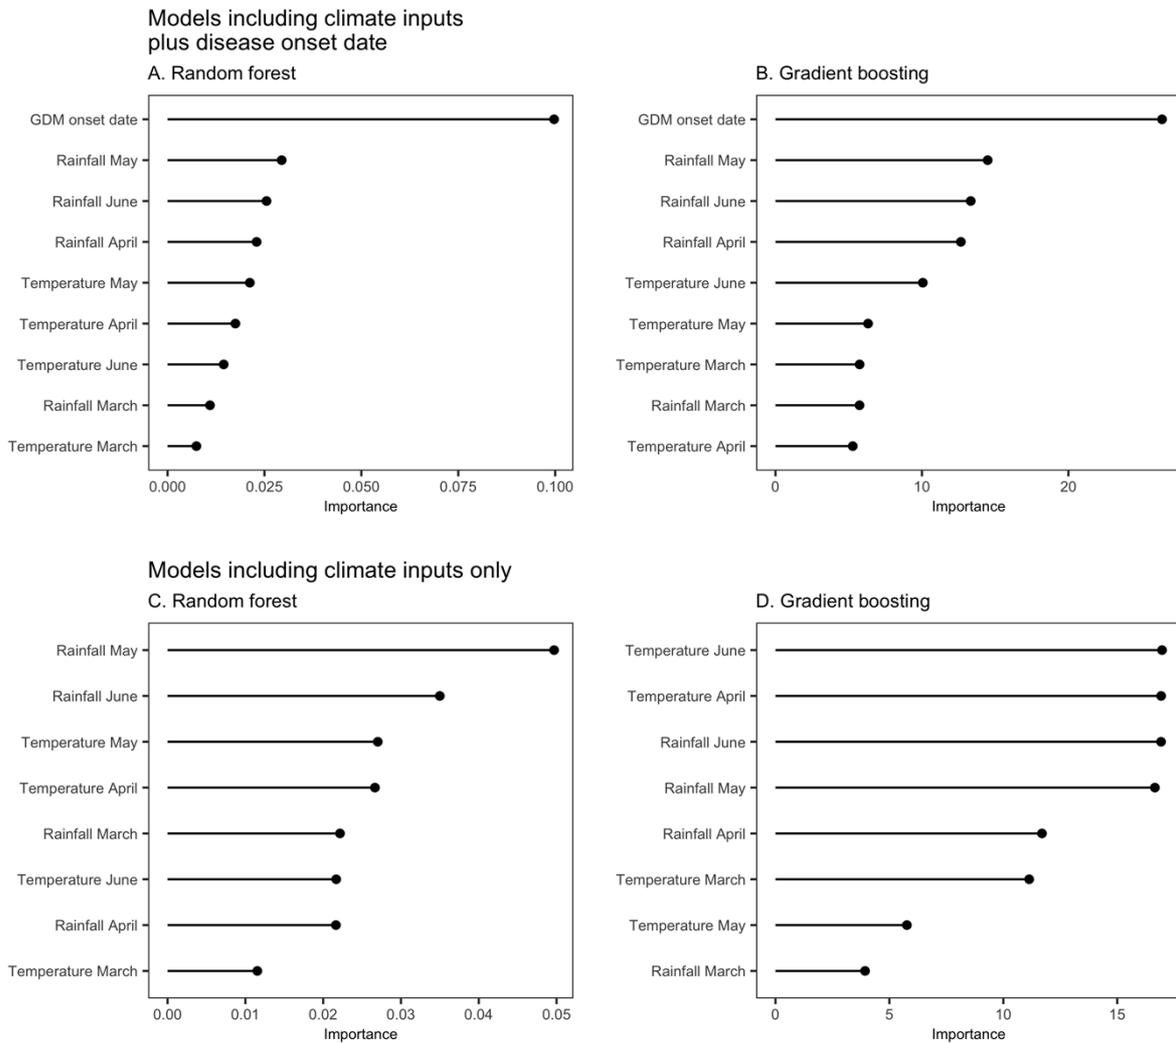 Models including climate inputs
plus disease onset date
A. Random forest
GDM onset date
Rainfall May
Rainfall June
Rainfall April
Temperature May
Temperature April
Temperature June
Rainfall March
Temperature March
0.000 0.025 0.050 0.075 0.100
Importance
B. Gradient boosting
GDM onset date
Rainfall May
Rainfall June
Rainfall April
Temperature June
Temperature May
Temperature March
Rainfall March
Temperature April
0 10 20
Importance
Models including climate inputs only
C. Random forest
Rainfall May
Rainfall June
Temperature May
Temperature April
Rainfall March
Temperature June
Rainfall April
Temperature March
0.00 0.01 0.02 0.03 0.04 0.05
Importance
D. Gradient boosting
Temperature June
Temperature April
Rainfall June
Rainfall May
Rainfall April
Temperature March
Temperature May
Rainfall March
0 5 10 15
Importance